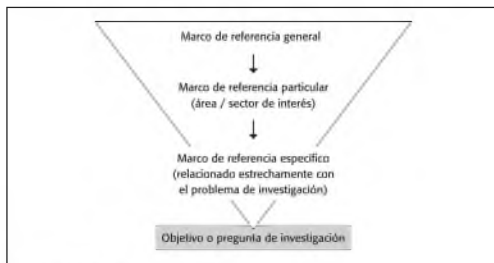 Marco de referencia general
Marco de referencia particular
(área / sector de interés)
Marco de referencia específico
(relacionado estrechamente con
el problema de investigación)
Objetivo o pregunta de investigación